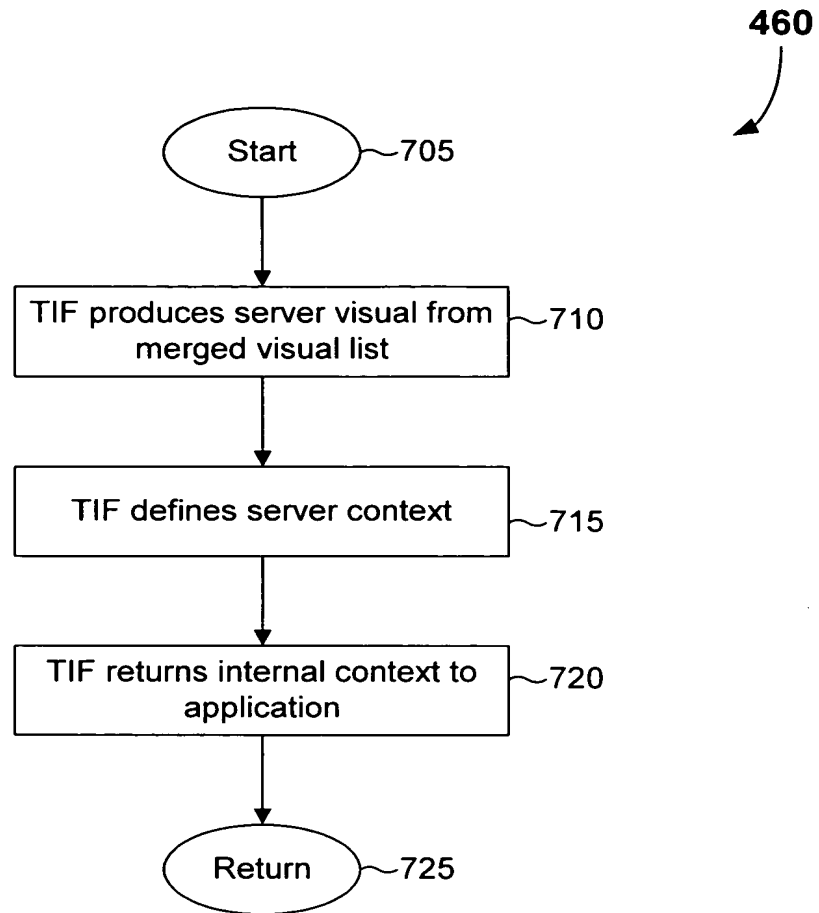 460
Start
705
TIF produces server visual from
merged visual list
710
TIF defines server context
715
TIF returns internal context to
application
720
Return
725